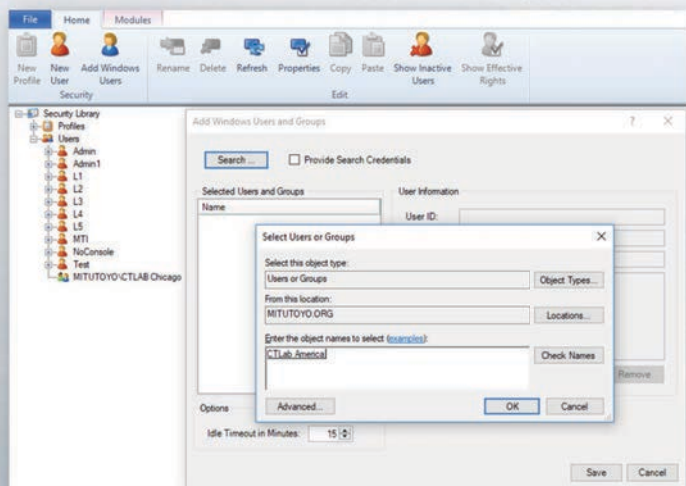 File Home Modules
New Profile
New User
Add Windows Users
Rename
Delete
Refresh
Properties
Copy
Paste
Show Inactive Users
Show Effective Rights
Security
Edit
Security Library
Profiles
Users
Admin
Admin1
L1
L2
L3
L4
L5
MTI
NoConsole
Test
MITUTOYO\CTLAB Chicago
Add Windows Users and Groups
Search ...
Provide Search Credentials
Selected Users and Groups
Name
User Information
User ID:
Select Users or Groups
Select this object type:
Users or Groups
Object Types...
From this location:
MITUTOYO.ORG
Locations...
Enter the object names to select (examples):
CTLab America
Check Names
Advanced...
OK
Cancel
Remove
Options
Idle Timeout in Minutes: 15
Save
Cancel